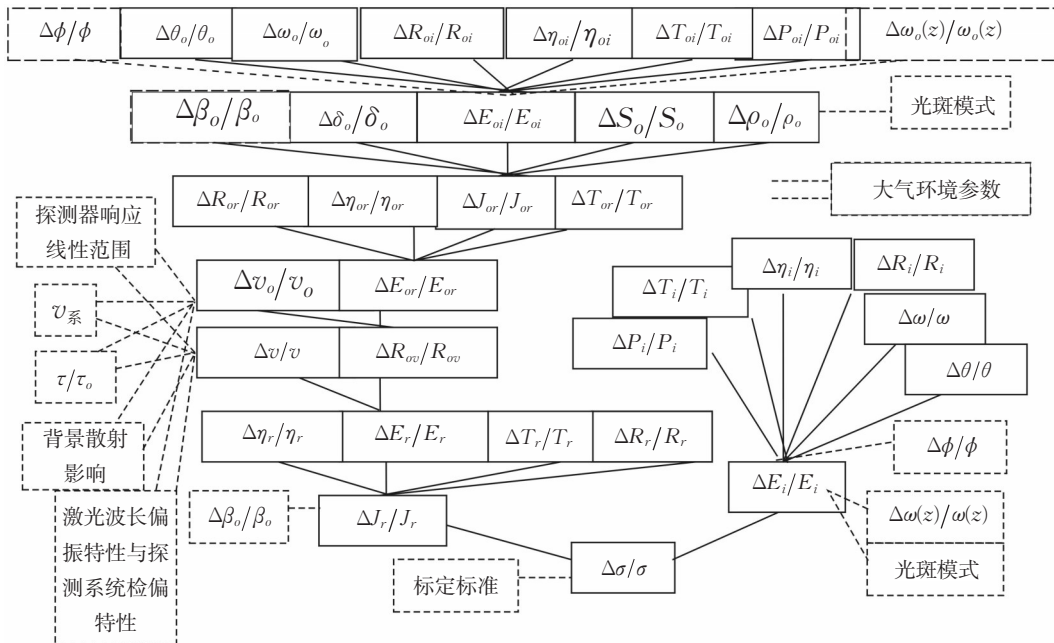 Δϕ/ϕ Δθₒ/θₒ Δωₒ/ωₒ ΔRₒᵢ/Rₒᵢ Δηₒᵢ/ηₒᵢ ΔTₒᵢ/Tₒᵢ ΔPₒᵢ/Pₒᵢ Δωₒ(z)/ωₒ(z)
Δβₒ/βₒ Δδₒ/δₒ ΔEₒᵢ/Eₒᵢ ΔSₒ/Sₒ Δρₒ/ρₒ 光斑模式
ΔRₒᵣ/Rₒᵣ Δηₒᵣ/ηₒᵣ ΔJₒᵣ/Jₒᵣ ΔTₒᵣ/Tₒᵣ 大气环境参数
探测器响应
线性范围
Δvₒ/vₒ ΔEₒᵣ/Eₒᵣ
ΔTᵢ/Tᵢ Δηᵢ/ηᵢ ΔRᵢ/Rᵢ
v系
Δv/v ΔRₒᵥ/Rₒᵥ
ΔPᵢ/Pᵢ Δω/ω
τ/τₒ
Δθ/θ
背景散射
影响
Δηᵣ/ηᵣ ΔEᵣ/Eᵣ ΔTᵣ/Tᵣ ΔRᵣ/Rᵣ
Δϕ/ϕ
ΔEᵢ/Eᵢ
激光波长偏
振特性与探
测系统检偏
特性
Δβₒ/βₒ ΔJᵣ/Jᵣ
Δω(z)/ω(z)
标定标准 Δσ/σ 光斑模式